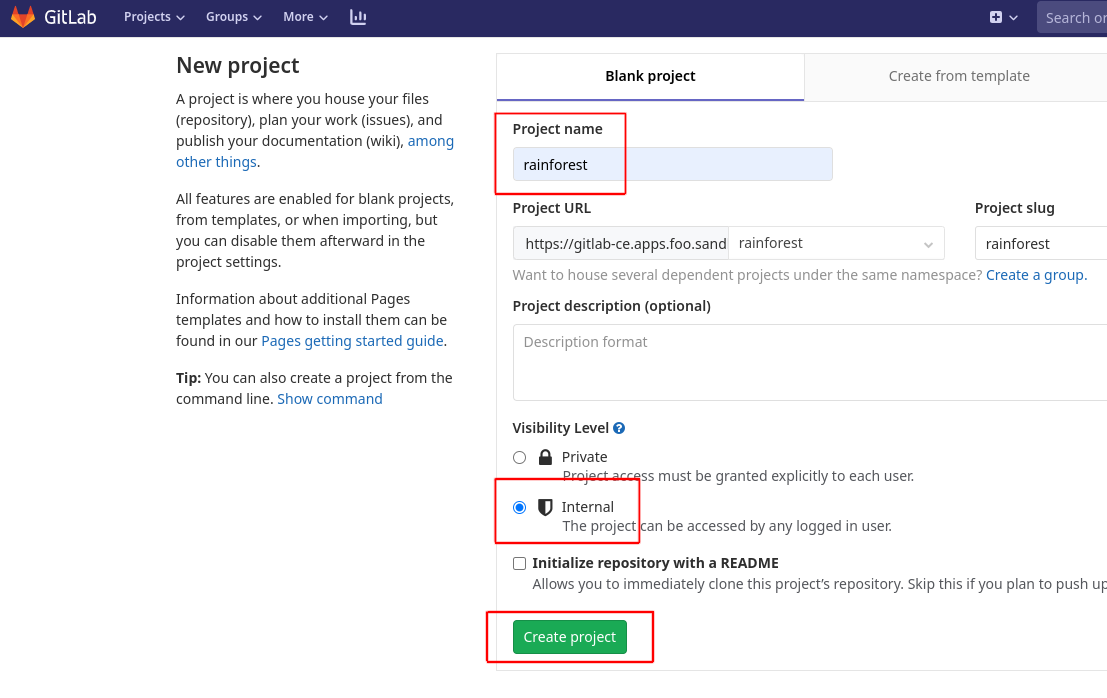 GitLab Projects Groups More Search or
New project
A project is where you house your files
(repository), plan your work (issues), and
publish your documentation (wiki), among
other things.
All features are enabled for blank projects,
from templates, or when importing, but
you can disable them afterward in the
project settings.
Information about additional Pages
templates and how to install them can be
found in our Pages getting started guide.
Tip: You can also create a project from the
command line. Show command
Blank project Create from template
Project name
rainforest
Project URL Project slug
https://gitlab-ce.apps.foo.sand rainforest rainforest
Want to house several dependent projects under the same namespace? Create a group.
Project description (optional)
Description format
Visibility Level ?
Private
Project access must be granted explicitly to each user.
Internal
The project can be accessed by any logged in user.
Initialize repository with a README
Allows you to immediately clone this project’s repository. Skip this if you plan to push up
Create project